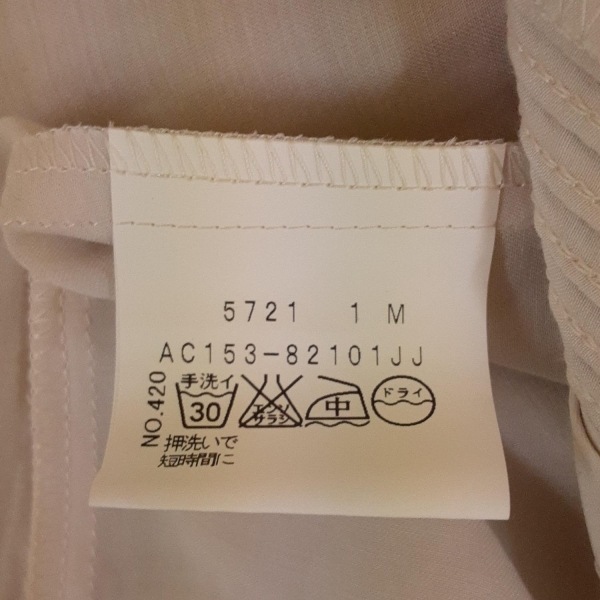 5721 1 M
AC153-82101JJ
NO.420
手洗イ
30
エンソ
サラシ
中
ドライ
押洗いで
短時間に